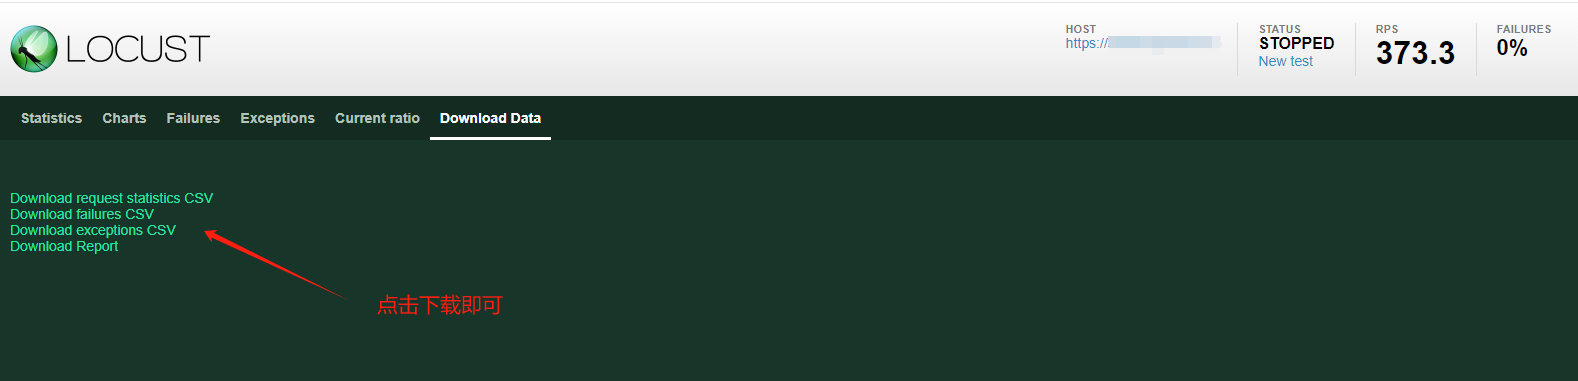 LOCUST
HOST
https://
STATUS
STOPPED
New test
RPS
373.3
FAILURES
0%
Statistics Charts Failures Exceptions Current ratio Download Data
Download request statistics CSV
Download failures CSV
Download exceptions CSV
Download Report
点击下载即可